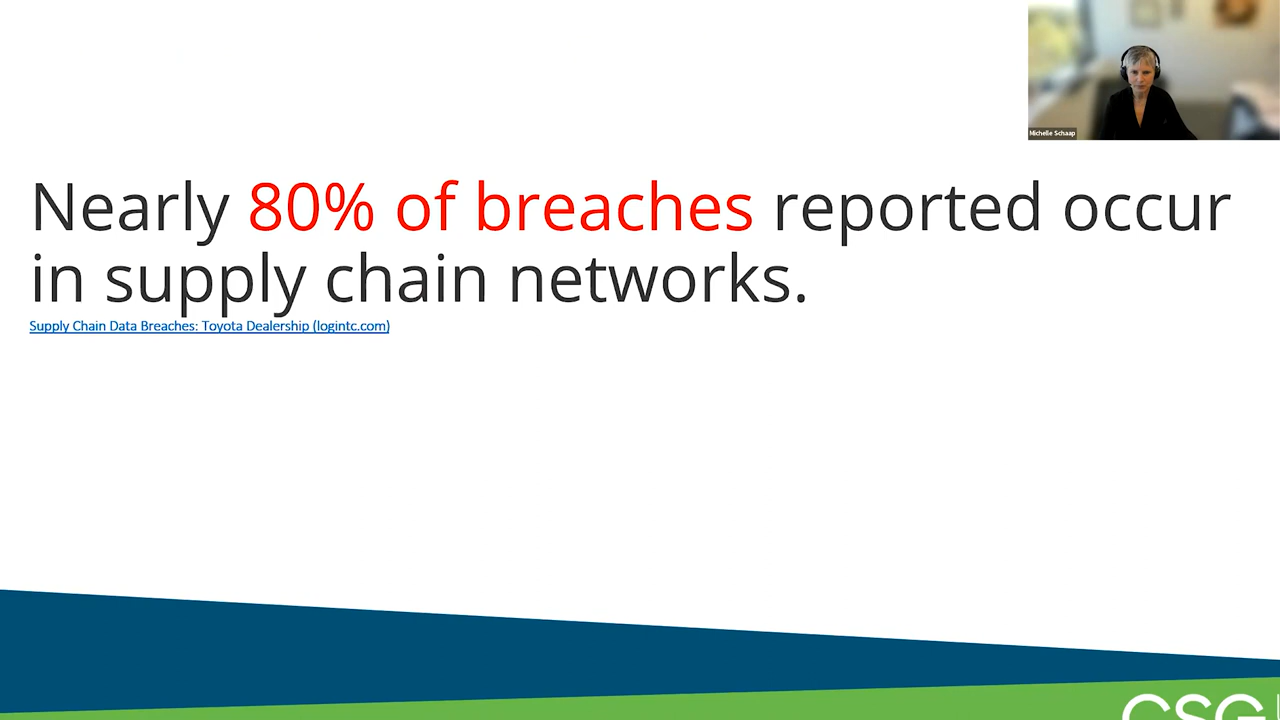 Michelle Schaap
Nearly 80% of breaches reported occur
in supply chain networks.
Supply Chain Data Breaches: Toyota Dealership (logintc.com)
CSG